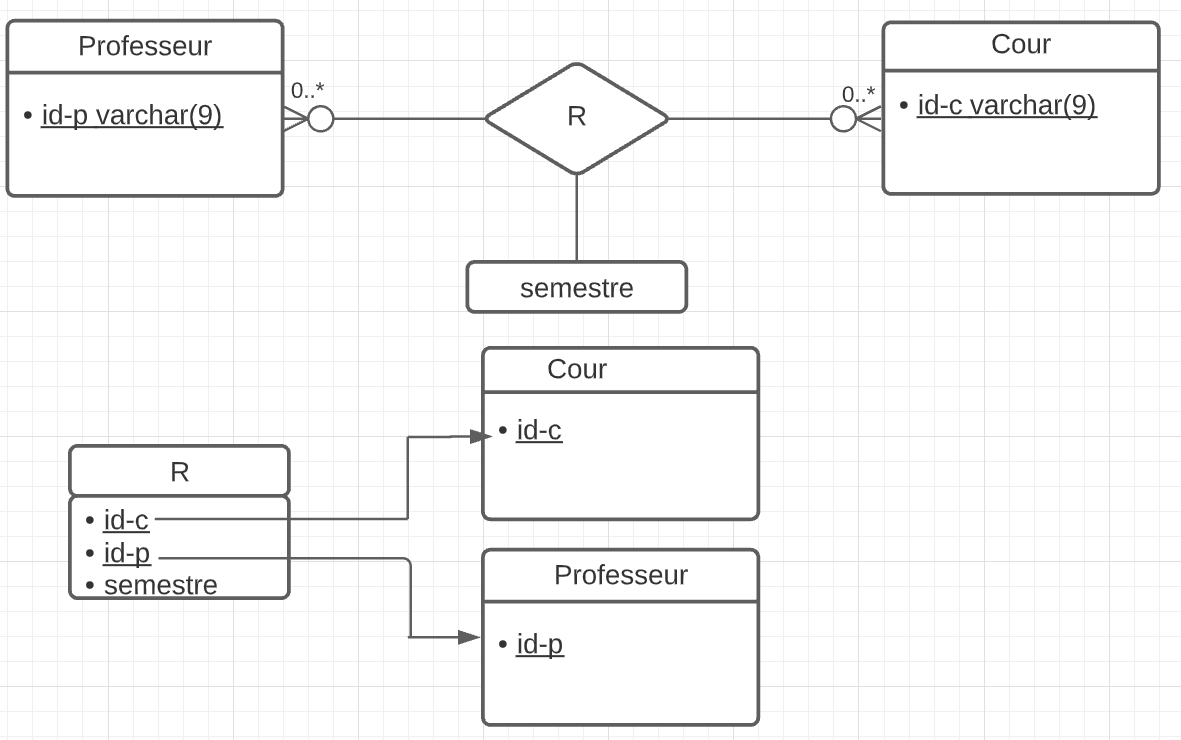 Professeur
• id-p varchar(9)
0..*
R
0..*
Cour
• id-c varchar(9)
semestre
Cour
• id-c
R
• id-c
• id-p
• semestre
Professeur
• id-p